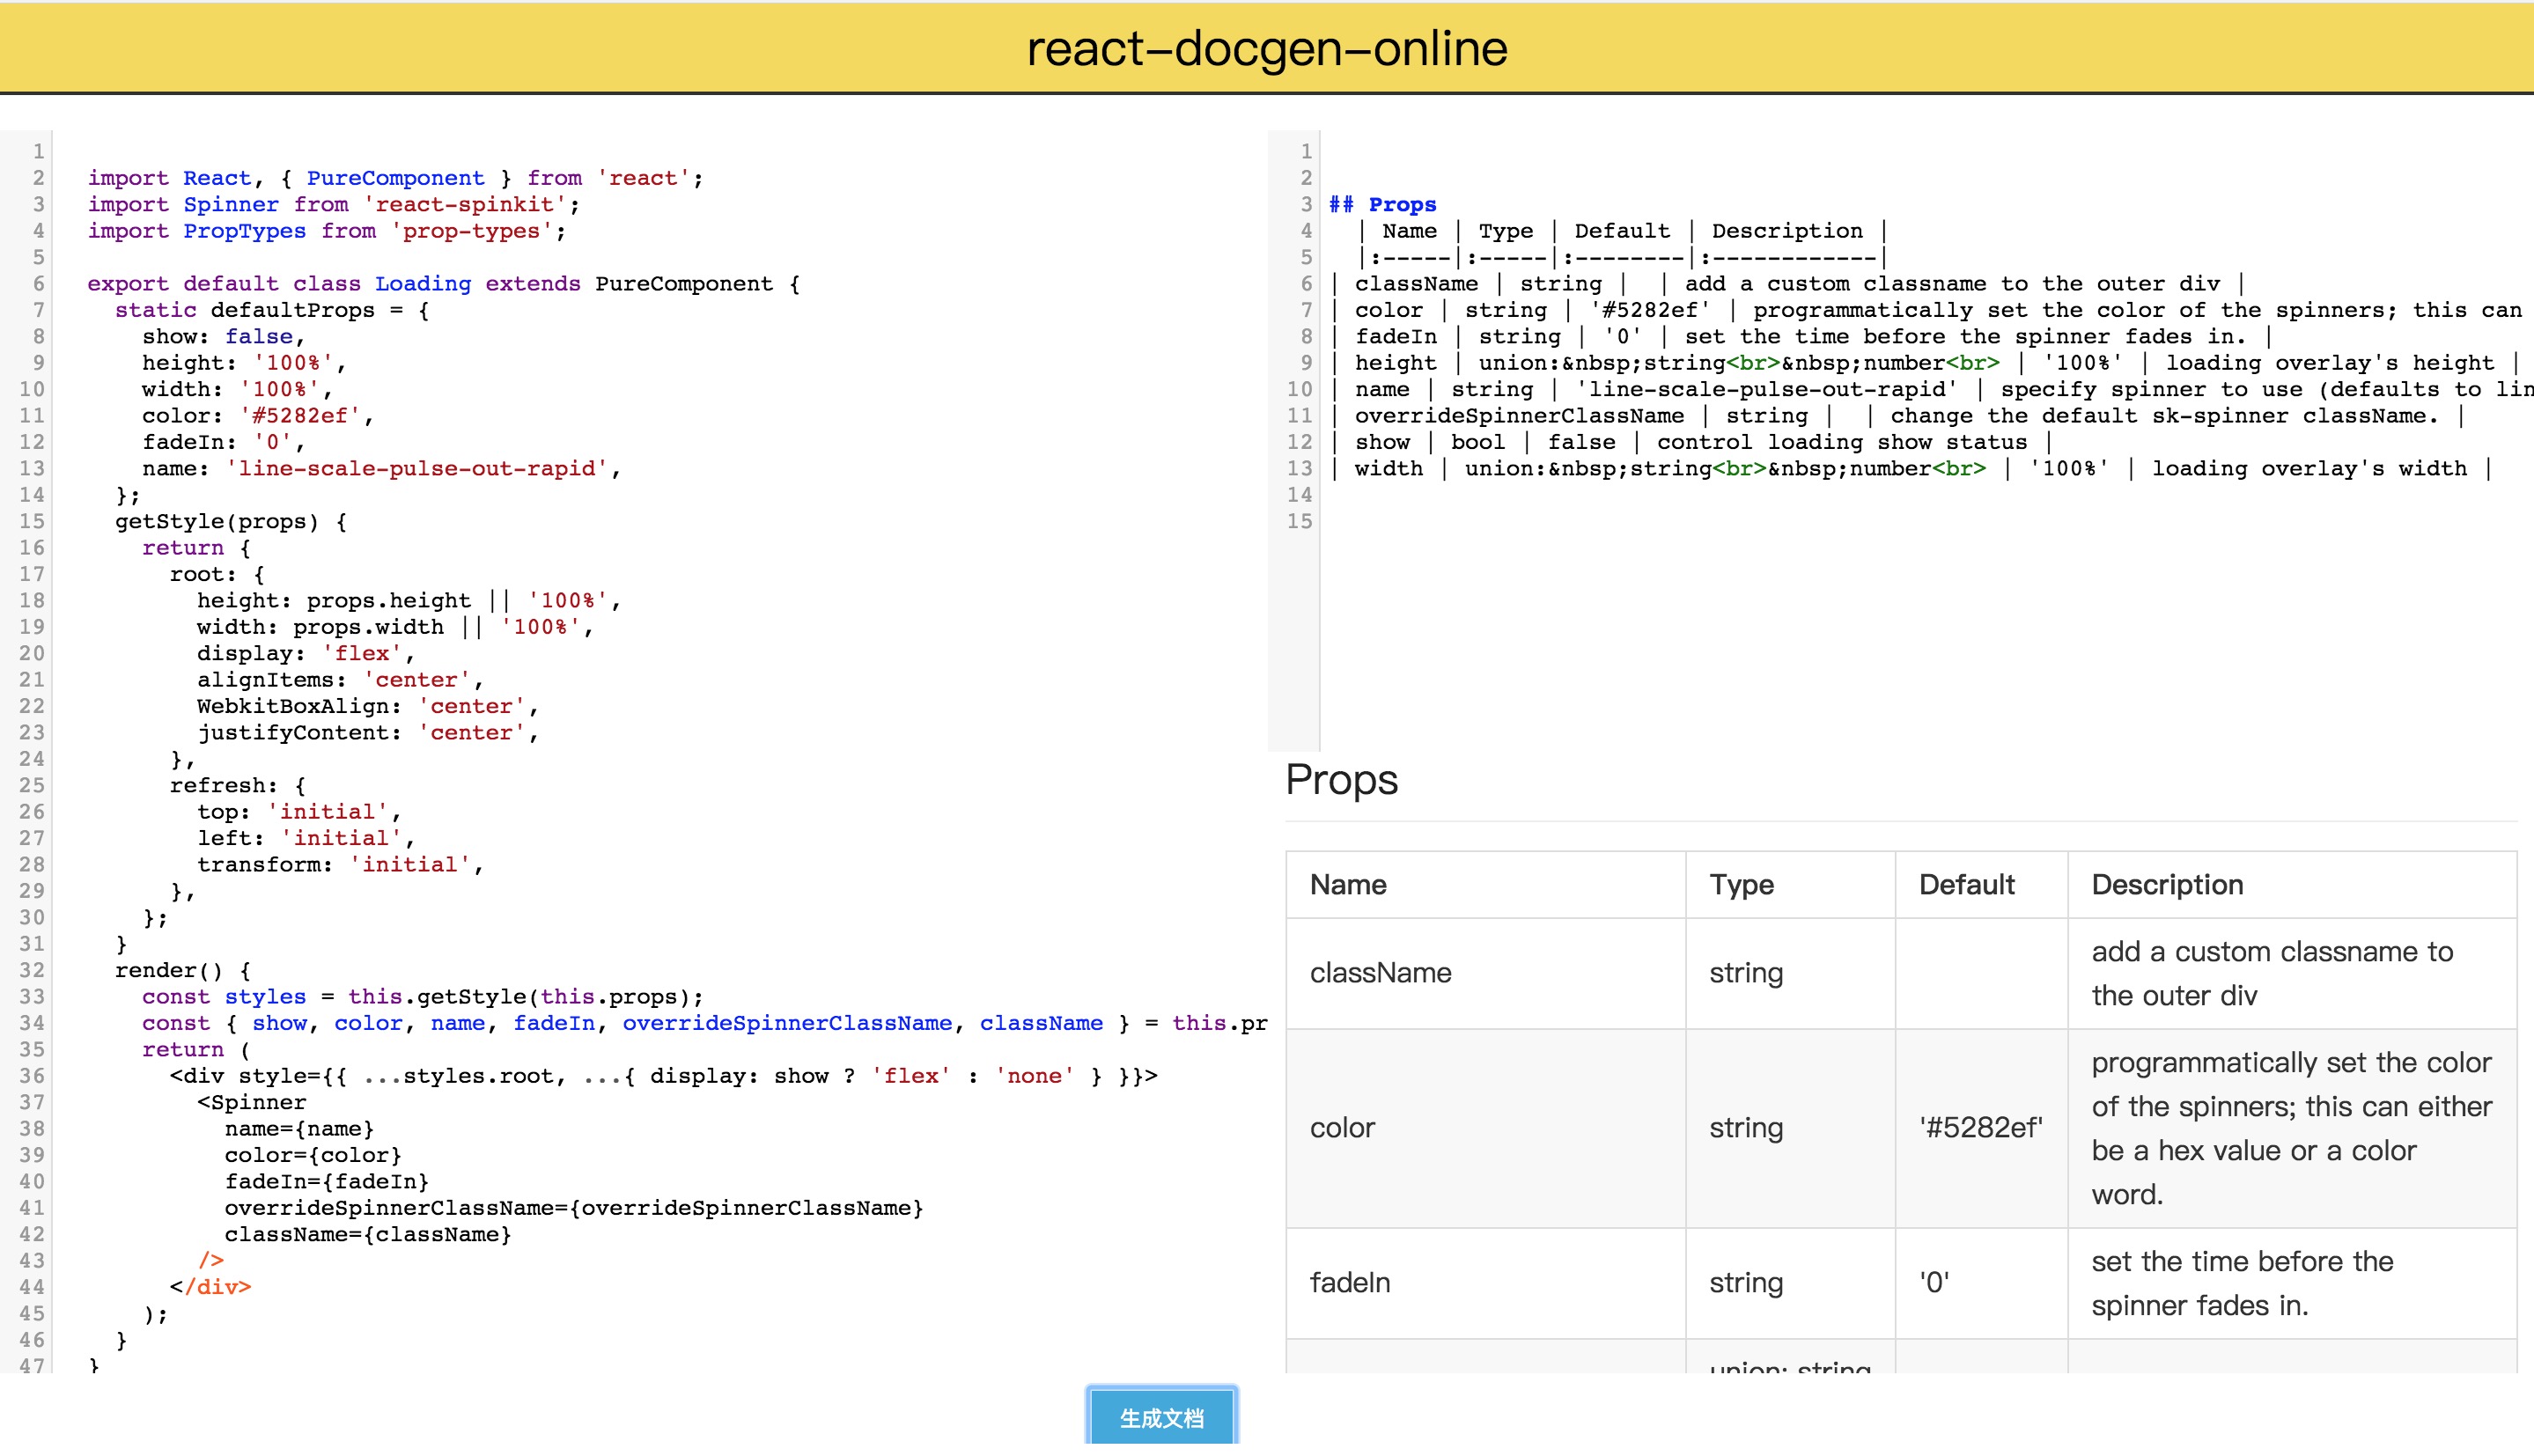 react-docgen-online
1
2 import React, { PureComponent } from 'react';
3 import Spinner from 'react-spinkit';
4 import PropTypes from 'prop-types';
5
6 export default class Loading extends PureComponent {
7 static defaultProps = {
8 show: false,
9 height: '100%',
10 width: '100%',
11 color: '#5282ef',
12 fadeIn: '0',
13 name: 'line-scale-pulse-out-rapid',
14 };
15 getStyle(props) {
16 return {
17 root: {
18 height: props.height || '100%',
19 width: props.width || '100%',
20 display: 'flex',
21 alignItems: 'center',
22 WebkitBoxAlign: 'center',
23 justifyContent: 'center',
24 },
25 refresh: {
26 top: 'initial',
27 left: 'initial',
28 transform: 'initial',
29 },
30 };
31 }
32 render() {
33 const styles = this.getStyle(this.props);
34 const { show, color, name, fadeIn, overrideSpinnerClassName, className } = this.pr
35 return (
36 <div style={{ ...styles.root, ...{ display: show ? 'flex' : 'none' } }}>
37 <Spinner
38 name={name}
39 color={color}
40 fadeIn={fadeIn}
41 overrideSpinnerClassName={overrideSpinnerClassName}
42 className={className}
43 />
44 </div>
45 );
46 }
47 }
1
2
3 ## Props
4 | Name | Type | Default | Description |
5 |:-----|:-----|:--------|:------------|
6 | className | string |  | add a custom classname to the outer div |
7 | color | string | '#5282ef' | programmatically set the color of the spinners; this can
8 | fadeIn | string | '0' | set the time before the spinner fades in. |
9 | height | union:&nbsp;string<br>&nbsp;number<br> | '100%' | loading overlay's height |
10 | name | string | 'line-scale-pulse-out-rapid' | specify spinner to use (defaults to lin
11 | overrideSpinnerClassName | string |  | change the default sk-spinner className. |
12 | show | bool | false | control loading show status |
13 | width | union:&nbsp;string<br>&nbsp;number<br> | '100%' | loading overlay's width |
14
15
Props
Name Type Default Description
className string add a custom classname to
the outer div
color string '#5282ef' programmatically set the color
of the spinners; this can either
be a hex value or a color
word.
fadeIn string '0' set the time before the
spinner fades in.
union: string
生成文档